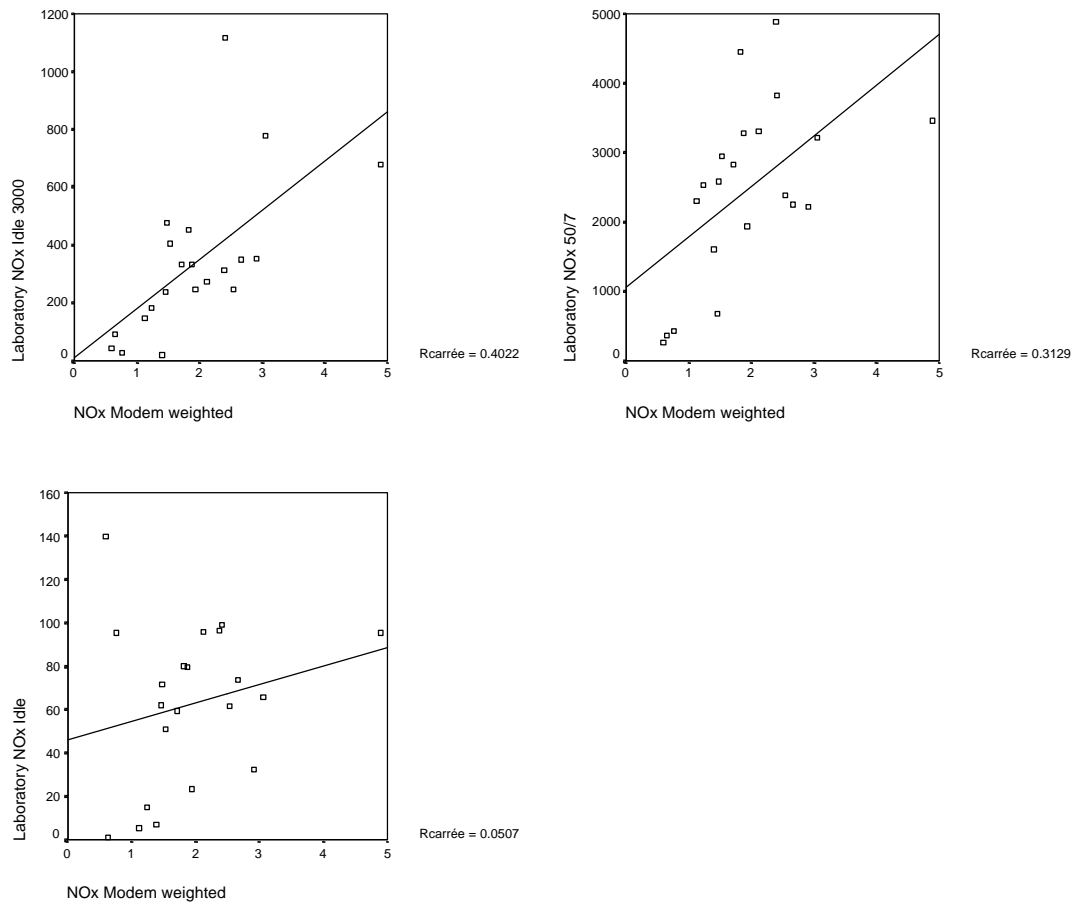 1200
1000
800
600
400
200
0
Laboratory NOx Idle 3000
0 1 2 3 4 5
NOx Modem weighted
Rcarrée = 0.4022
5000
4000
3000
2000
1000
0
Laboratory NOx 50/7
0 1 2 3 4 5
NOx Modem weighted
Rcarrée = 0.3129
160
140
120
100
80
60
40
20
0
Laboratory NOx Idle
0 1 2 3 4 5
NOx Modem weighted
Rcarrée = 0.0507